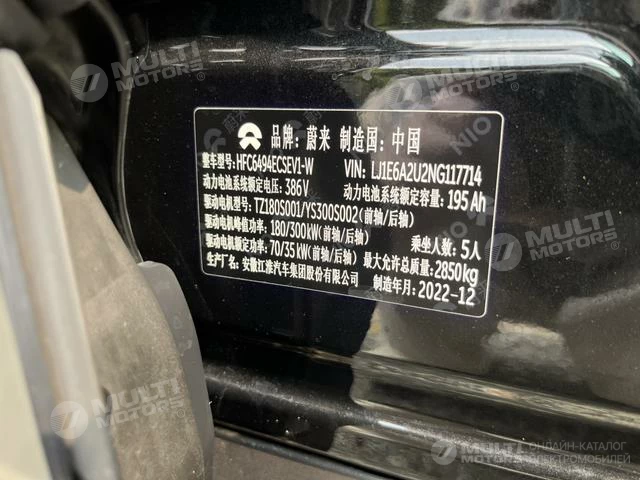 MULTI
MOTORS
MULTI
MOTORS
NIO
品牌: 蔚来 制造国: 中国
整车型号: HFC6494ECSEV1-W VIN: LJ1E6A2U2NG117714
动力电池系统额定电压: 386V 动力电池系统额定容量: 195Ah
驱动电机型号: TZ180S001/YS300S002(前轴/后轴)
驱动电机峰值功率: 180/300kW(前轴/后轴) 乘坐人数: 5人
驱动电机额定功率: 70/35kW(前轴/后轴) 最大允许总质量: 2850kg
生产厂名: 安徽江淮汽车集团股份有限公司 制造年月: 2022-12
MULTI
MOTORS
MULTI
MOTORS
ОНЛАЙН-КАТАЛОГ
ЭЛЕКТРОМОБИЛЕЙ